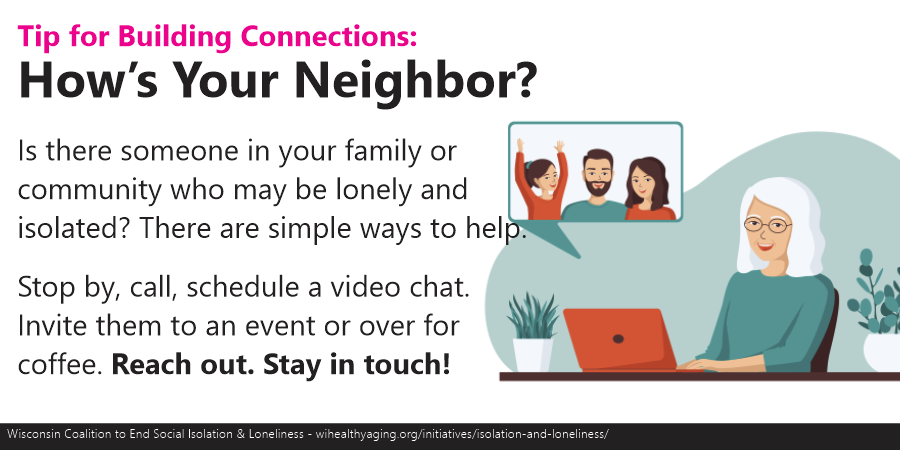 Tip for Building Connections:
How’s Your Neighbor?
Is there someone in your family or
community who may be lonely and
isolated? There are simple ways to help.
Stop by, call, schedule a video chat.
Invite them to an event or over for
coffee. Reach out. Stay in touch!
Wisconsin Coalition to End Social Isolation & Loneliness - wihealthyaging.org/initiatives/isolation-and-loneliness/